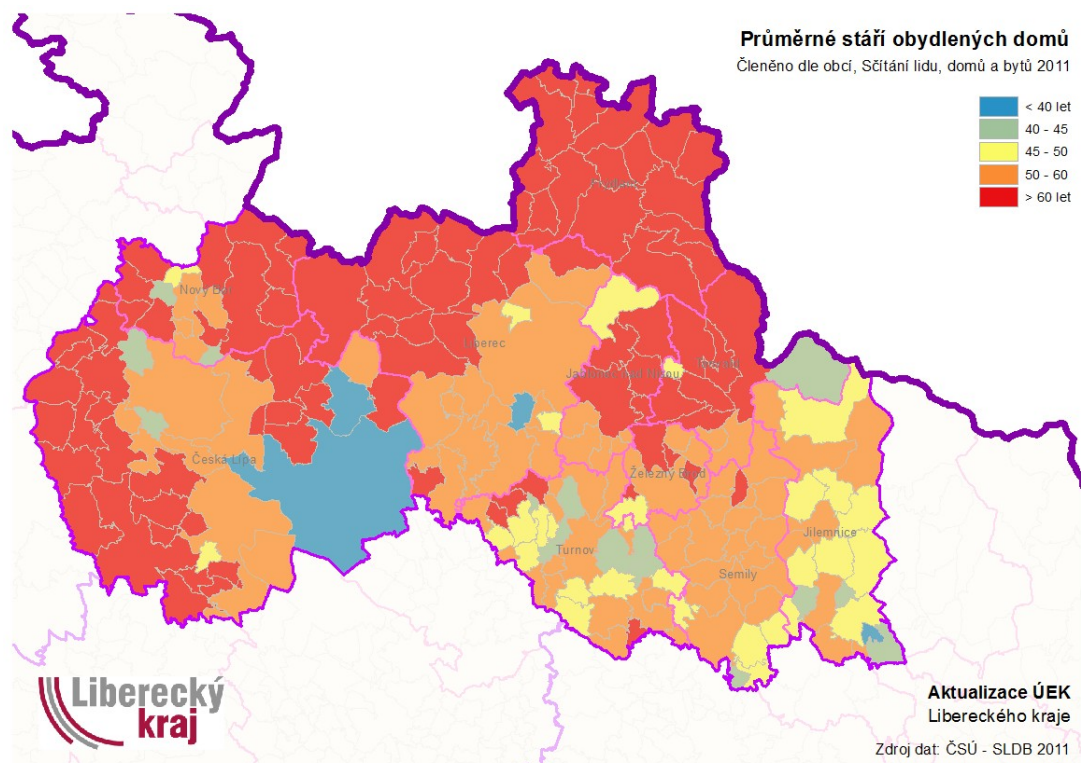 Průměrné stáří obydlených domů
Členěno dle obcí, Sčítání lidu, domů a bytů 2011
< 40 let
40 - 45
45 - 50
50 - 60
> 60 let
Frýdlant
Nový Bor
Liberec
Jablonec nad Nisou
Tanvald
Česká Lípa
Železný Brod
Jilemnice
Turnov
Semily
Liberecký
kraj
Aktualizace ÚEK
Libereckého kraje
Zdroj dat: ČSÚ - SLDB 2011